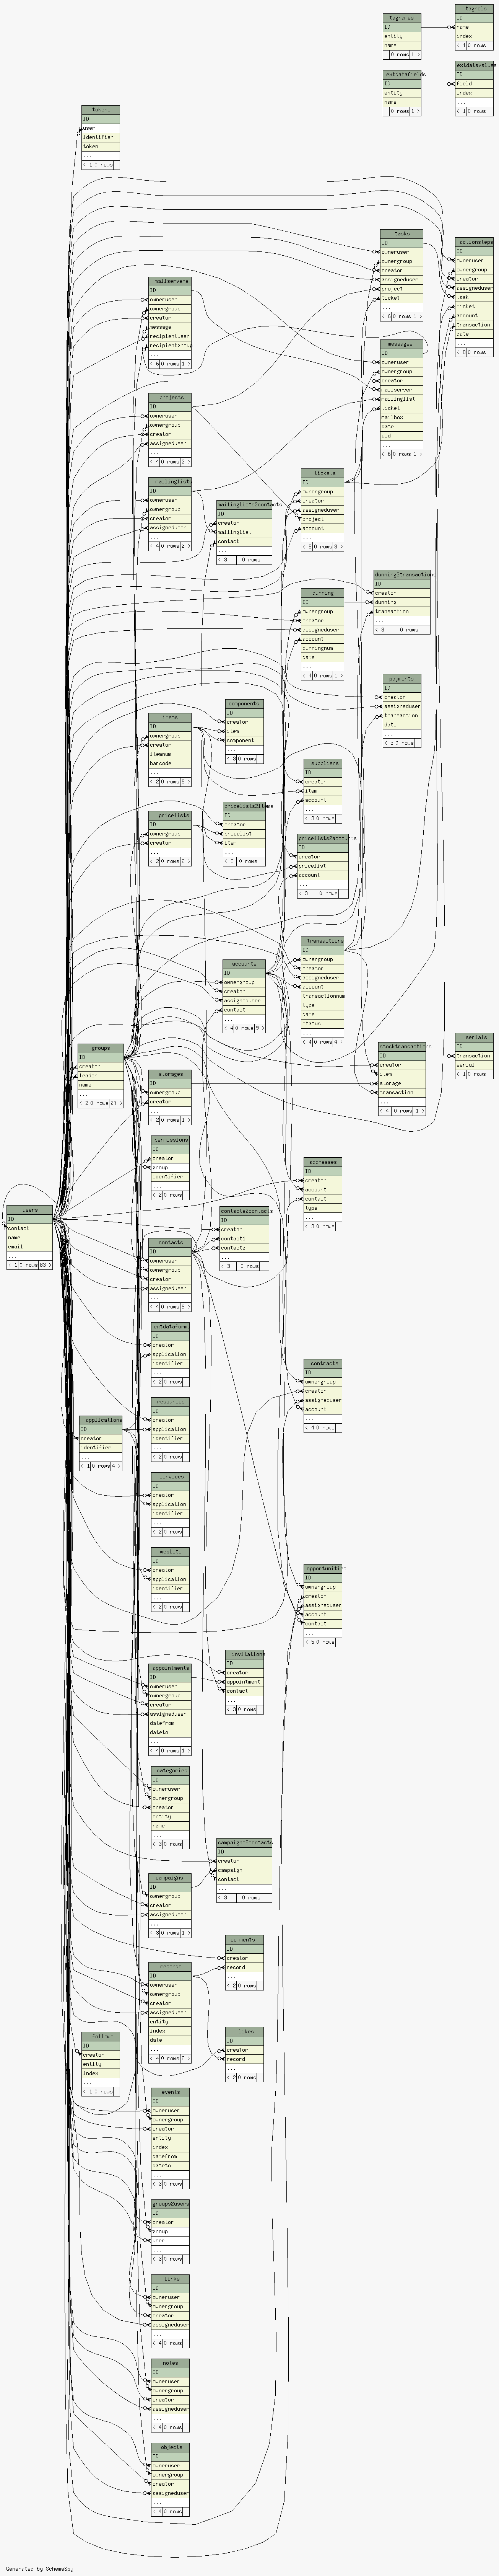 tagnames
ID
entity
name
0 rows 1 >
tagrels
ID
name
index
< 1 0 rows
extdatafields
ID
entity
name
0 rows 1 >
extdatavalues
ID
field
index
...
< 1 0 rows
tokens
ID
user
identifier
token
...
< 1 0 rows
tasks
ID
owneruser
ownergroup
creator
assigneduser
project
ticket
...
< 6 0 rows 1 >
actionsteps
ID
owneruser
ownergroup
creator
assigneduser
task
ticket
account
transaction
date
...
< 8 0 rows
mailservers
ID
owneruser
ownergroup
creator
message
recipientuser
recipientgroup
...
< 6 0 rows 1 >
messages
ID
owneruser
ownergroup
creator
mailserver
mailinglist
ticket
mailbox
date
uid
...
< 6 0 rows 1 >
projects
ID
owneruser
ownergroup
creator
assigneduser
...
< 4 0 rows 2 >
mailinglists
ID
owneruser
ownergroup
creator
assigneduser
...
< 4 0 rows 2 >
mailinglists2contacts
ID
creator
mailinglist
contact
...
< 3 0 rows
tickets
ID
ownergroup
creator
assigneduser
project
account
...
< 5 0 rows 3 >
dunning2transactions
ID
creator
dunning
transaction
...
< 3 0 rows
dunning
ID
ownergroup
creator
assigneduser
account
dunningnum
date
...
< 4 0 rows 1 >
payments
ID
creator
assigneduser
transaction
date
...
< 3 0 rows
items
ID
ownergroup
creator
itemnum
barcode
...
< 2 0 rows 5 >
components
ID
creator
item
component
...
< 3 0 rows
suppliers
ID
creator
item
account
...
< 3 0 rows
pricelists
ID
ownergroup
creator
...
< 2 0 rows 2 >
pricelists2items
ID
creator
pricelist
item
...
< 3 0 rows
pricelists2accounts
ID
creator
pricelist
account
...
< 3 0 rows
accounts
ID
ownergroup
creator
assigneduser
contact
...
< 4 0 rows 9 >
transactions
ID
ownergroup
creator
assigneduser
account
transactionnum
type
date
status
...
< 4 0 rows 4 >
serials
ID
transaction
serial
< 1 0 rows
stocktransactions
ID
creator
item
storage
transaction
...
< 4 0 rows 1 >
groups
ID
creator
leader
name
...
< 2 0 rows 27 >
storages
ID
ownergroup
creator
...
< 2 0 rows 1 >
permissions
ID
creator
group
identifier
...
< 2 0 rows
addresses
ID
creator
account
contact
type
...
< 3 0 rows
users
ID
contact
name
email
...
< 1 0 rows 83 >
contacts2contacts
ID
creator
contact1
contact2
...
< 3 0 rows
contacts
ID
owneruser
ownergroup
creator
assigneduser
...
< 4 0 rows 9 >
extdataforms
ID
creator
application
identifier
...
< 2 0 rows
contracts
ID
ownergroup
creator
assigneduser
account
...
< 4 0 rows
resources
ID
creator
application
identifier
...
< 2 0 rows
applications
ID
creator
identifier
...
< 1 0 rows 4 >
services
ID
creator
application
identifier
...
< 2 0 rows
weblets
ID
creator
application
identifier
...
< 2 0 rows
opportunities
ID
ownergroup
creator
assigneduser
account
contact
...
< 5 0 rows
invitations
ID
creator
appointment
contact
...
< 3 0 rows
appointments
ID
owneruser
ownergroup
creator
assigneduser
datefrom
dateto
...
< 4 0 rows 1 >
categories
ID
owneruser
ownergroup
creator
entity
name
...
< 3 0 rows
campaigns2contacts
ID
creator
campaign
contact
...
< 3 0 rows
campaigns
ID
ownergroup
creator
assigneduser
...
< 3 0 rows 1 >
comments
ID
creator
record
...
< 2 0 rows
records
ID
owneruser
ownergroup
creator
assigneduser
entity
index
date
...
< 4 0 rows 2 >
likes
ID
creator
record
...
< 2 0 rows
follows
ID
creator
entity
index
...
< 1 0 rows
events
ID
owneruser
ownergroup
creator
entity
index
datefrom
dateto
...
< 3 0 rows
groups2users
ID
creator
group
user
...
< 3 0 rows
links
ID
owneruser
ownergroup
creator
assigneduser
...
< 4 0 rows
notes
ID
owneruser
ownergroup
creator
assigneduser
...
< 4 0 rows
objects
ID
owneruser
ownergroup
creator
assigneduser
...
< 4 0 rows
Generated by SchemaSpy